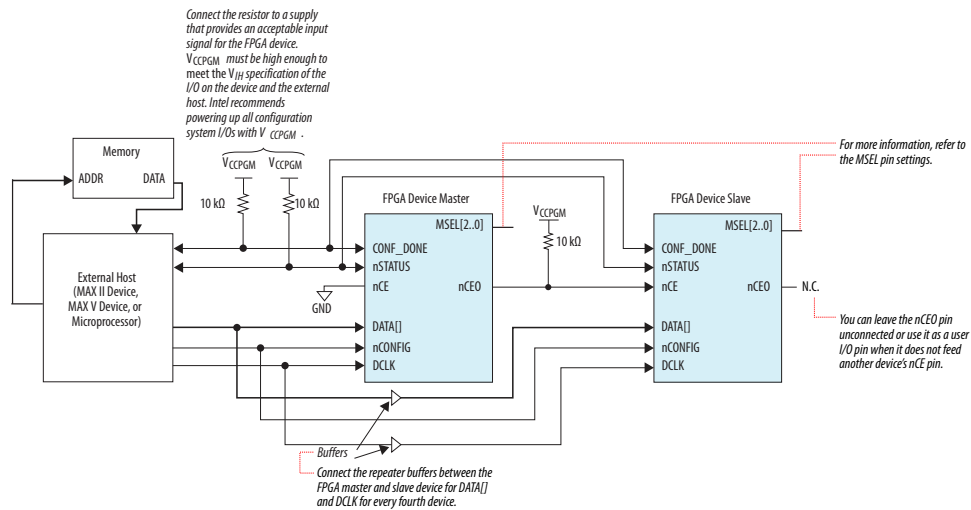 Connect the resistor to a supply
that provides an acceptable input
signal for the FPGA device.
VCCPGM must be high enough to
meet the VIH specification of the
I/O on the device and the external
host. Intel recommends
powering up all configuration
system I/Os with V CCPGM .
Memory
ADDR DATA
VCCPGM VCCPGM
10 kΩ 10 kΩ
External Host
(MAX II Device,
MAX V Device, or
Microprocessor)
GND
FPGA Device Master
MSEL[2..0]
CONF_DONE
nSTATUS
nCE nCEO
DATA[]
nCONFIG
DCLK
VCCPGM
10 kΩ
FPGA Device Slave
MSEL[2..0]
CONF_DONE
nSTATUS
nCE nCEO
DATA[]
nCONFIG
DCLK
N.C.
For more information, refer to
the MSEL pin settings.
You can leave the nCEO pin
unconnected or use it as a user
I/O pin when it does not feed
another device's nCE pin.
Buffers
Connect the repeater buffers between the
FPGA master and slave device for DATA[]
and DCLK for every fourth device.